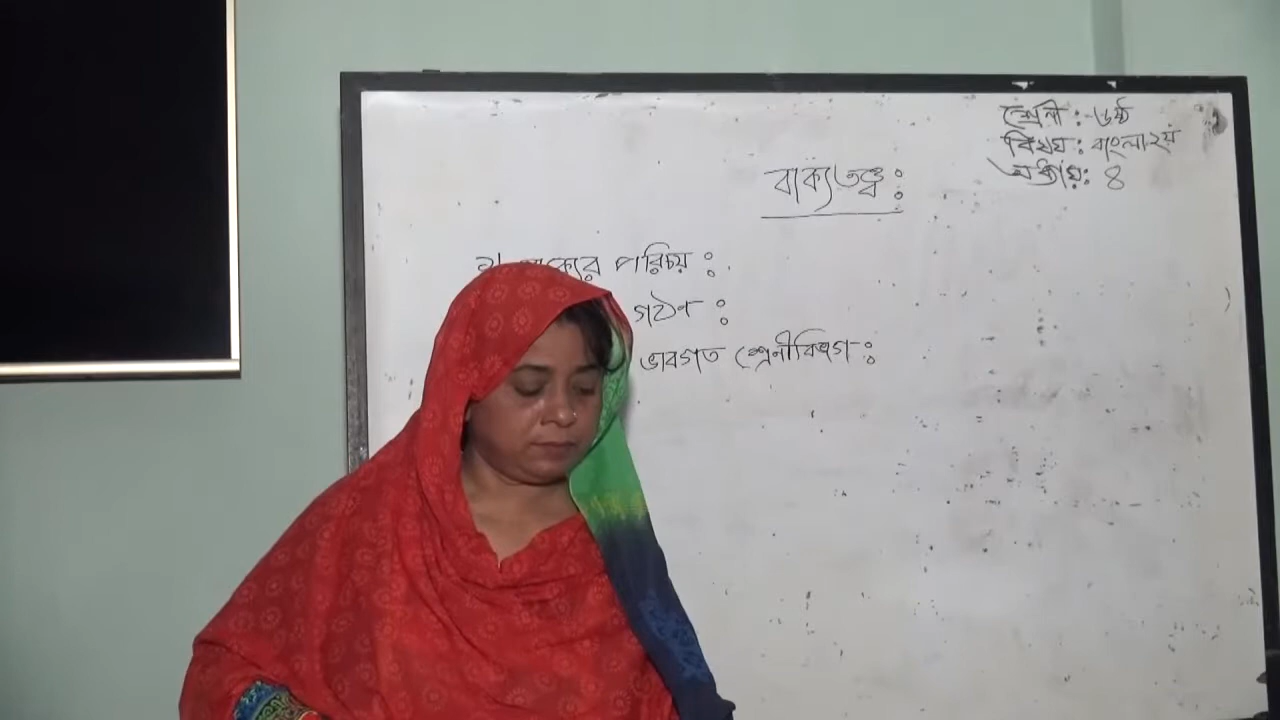 শ্রেণী : ৬ষ্ঠ
বিষয় : বাংলা ২য়
অধ্যায়: ৪
বাক্যতত্ত্ব :
পরিচয় :
গঠন :
ভাবগত শ্রেণীবিভাগ :